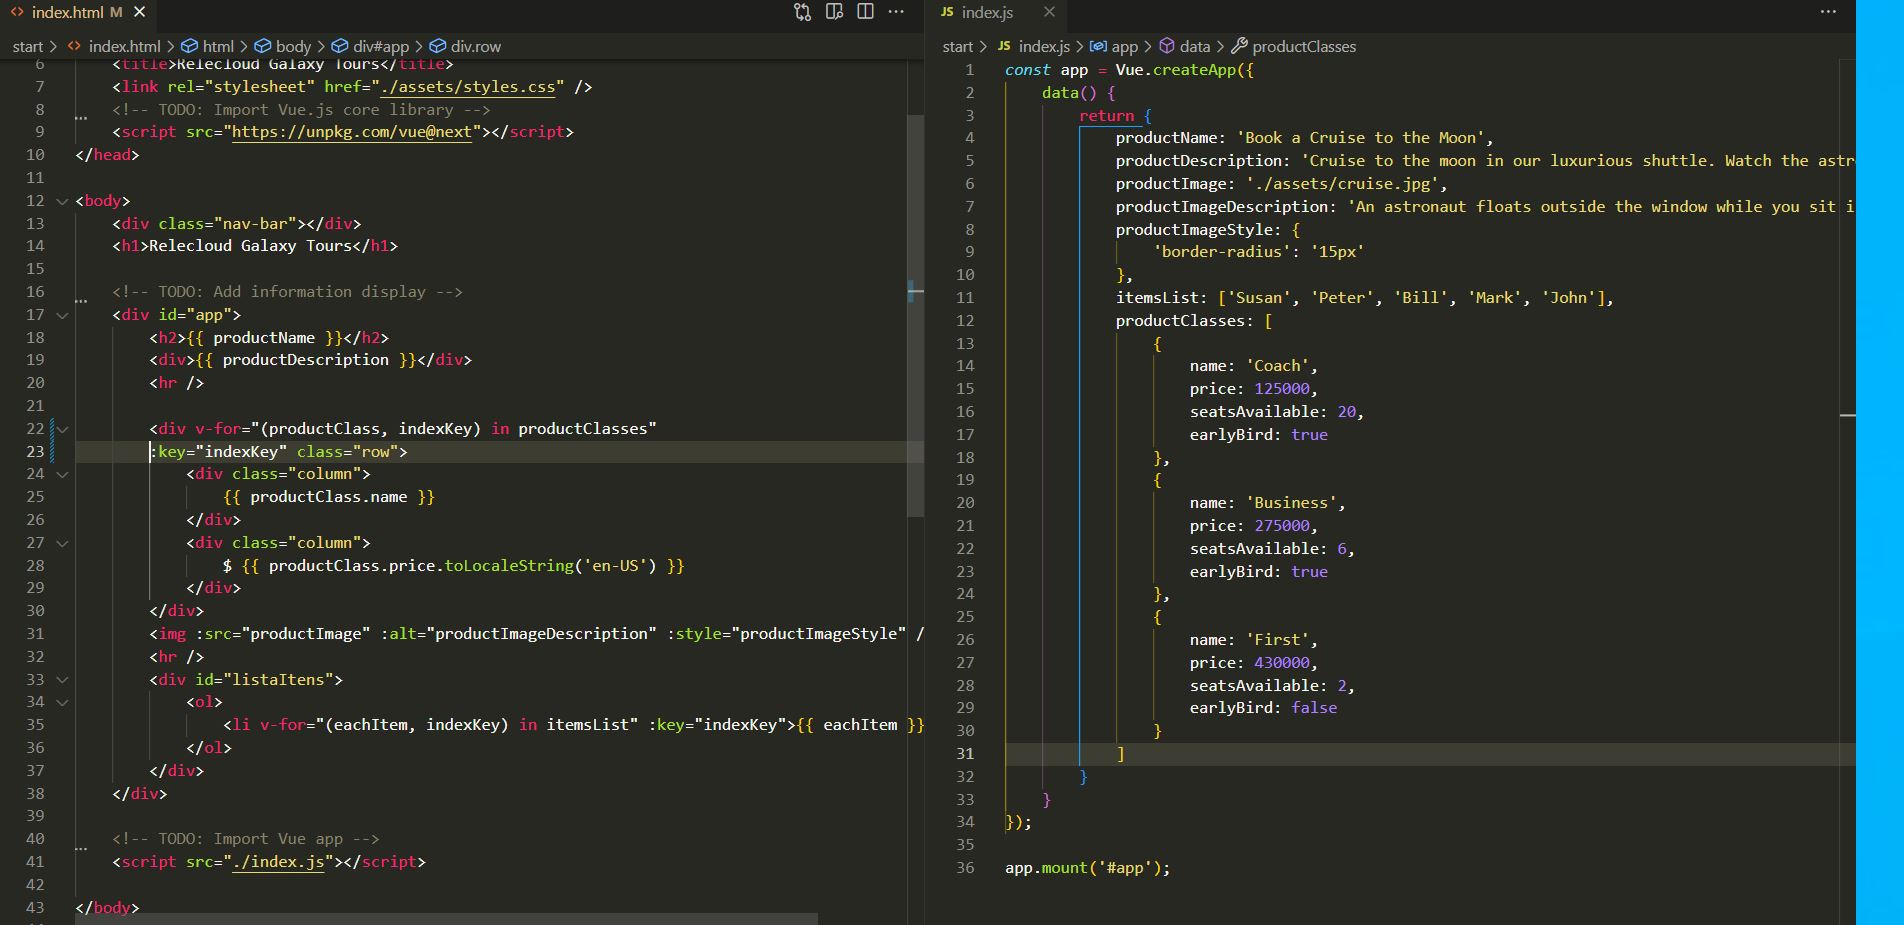 index.html M
start > index.html > html > body > div#app > div.row
6 <title>Relecloud Galaxy Tours</title>
7 <link rel="stylesheet" href="./assets/styles.css" />
8 <!-- TODO: Import Vue.js core library -->
9 <script src="https://unpkg.com/vue@next"></script>
10 </head>
11
12 <body>
13 <div class="nav-bar"></div>
14 <h1>Relecloud Galaxy Tours</h1>
15
16 <!-- TODO: Add information display -->
17 <div id="app">
18 <h2>{{ productName }}</h2>
19 <div>{{ productDescription }}</div>
20 <hr />
21
22 <div v-for="(productClass, indexKey) in productClasses"
23 :key="indexKey" class="row">
24 <div class="column">
25 {{ productClass.name }}
26 </div>
27 <div class="column">
28 $ {{ productClass.price.toLocaleString('en-US') }}
29 </div>
30 </div>
31 <img :src="productImage" :alt="productImageDescription" :style="productImageStyle" /
32 <hr />
33 <div id="listaItens">
34 <ol>
35 <li v-for="(eachItem, indexKey) in itemsList" :key="indexKey">{{ eachItem }}
36 </ol>
37 </div>
38 </div>
39
40 <!-- TODO: Import Vue app -->
41 <script src="./index.js"></script>
42
43 </body>
JS index.js
start > JS index.js > app > data > productClasses
1 const app = Vue.createApp({
2 data() {
3 return {
4 productName: 'Book a Cruise to the Moon',
5 productDescription: 'Cruise to the moon in our luxurious shuttle. Watch the astr
6 productImage: './assets/cruise.jpg',
7 productImageDescription: 'An astronaut floats outside the window while you sit i
8 productImageStyle: {
9 'border-radius': '15px'
10 },
11 itemsList: ['Susan', 'Peter', 'Bill', 'Mark', 'John'],
12 productClasses: [
13 {
14 name: 'Coach',
15 price: 125000,
16 seatsAvailable: 20,
17 earlyBird: true
18 },
19 {
20 name: 'Business',
21 price: 275000,
22 seatsAvailable: 6,
23 earlyBird: true
24 },
25 {
26 name: 'First',
27 price: 430000,
28 seatsAvailable: 2,
29 earlyBird: false
30 }
31 ]
32 }
33 }
34 });
35
36 app.mount('#app');